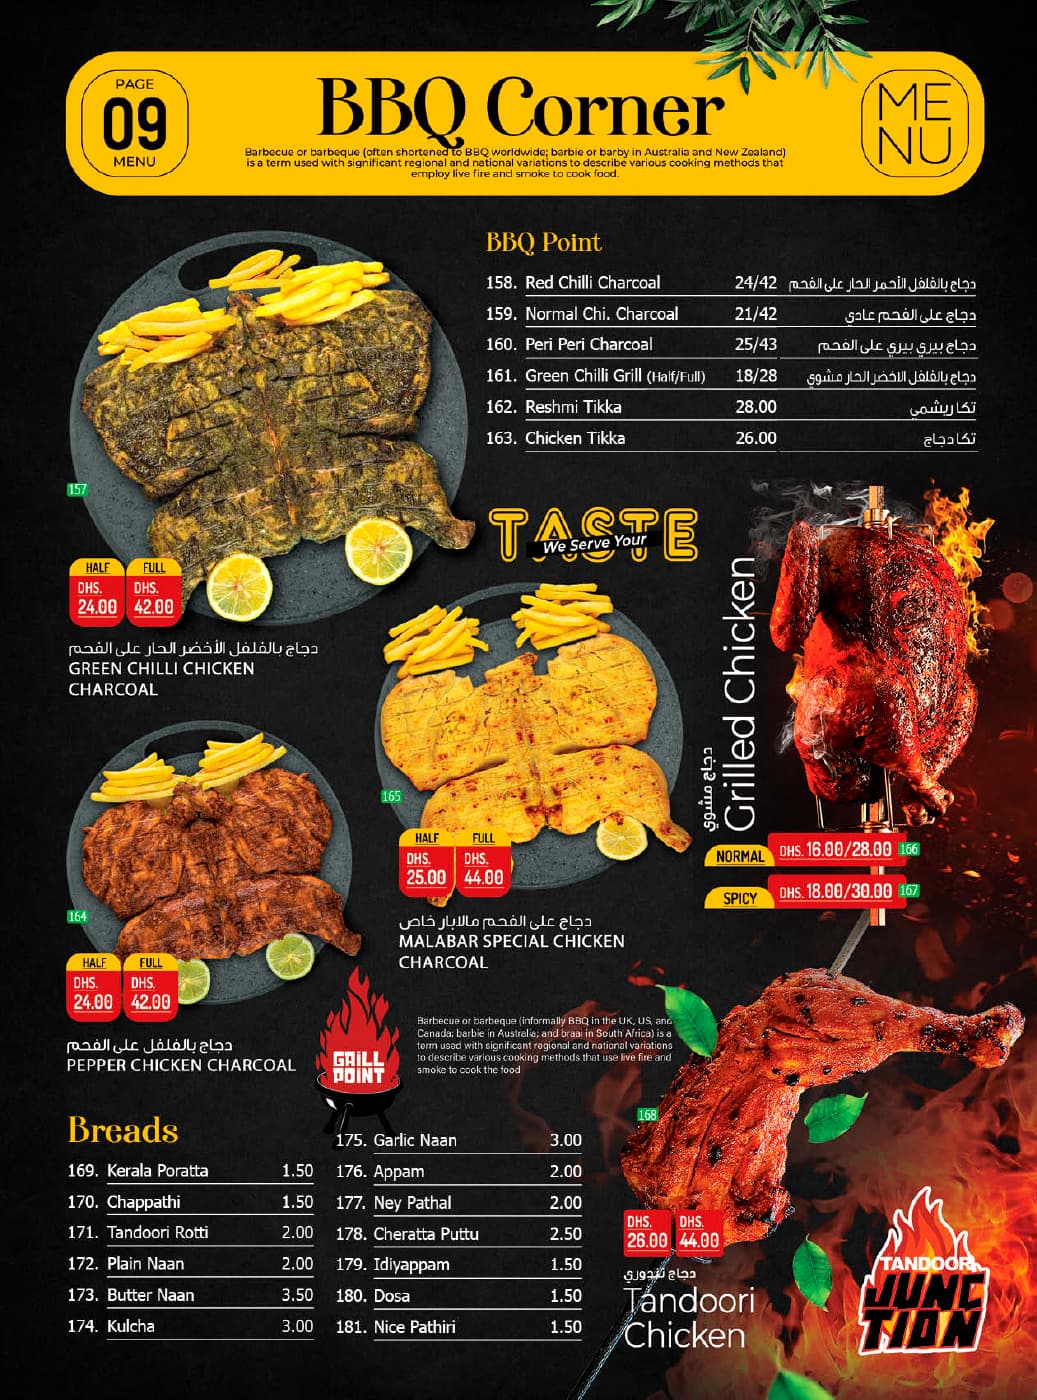 PAGE
09
MENU
BBQ Corner
Barbecue or barbeque (often shortened to BBQ worldwide; barbie or barby in Australia and New Zealand)
is a term used with significant regional and national variations to describe various cooking methods that
employ live fire and smoke to cook food.
ME
NU
BBQ Point
158. Red Chilli Charcoal 24/42 دجاج بالفلفل الأحمر الحار على الفحم
159. Normal Chi. Charcoal 21/42 دجاج على الفحم عادي
160. Peri Peri Charcoal 25/43 دجاج بيري بيري على الفحم
161. Green Chilli Grill (Half/Full) 18/28 دجاج بالفلفل الاخضر الحار مشوي
162. Reshmi Tikka 28.00 تكا ريشمي
163. Chicken Tikka 26.00 تكا دجاج
157
HALF FULL
DHS. DHS.
24.00 42.00
دجاج بالفلفل الأخضر الحار على الفحم
GREEN CHILLI CHICKEN
CHARCOAL
TASTE
We Serve Your
165
HALF FULL
DHS. DHS.
25.00 44.00
دجاج على الفحم مالابار خاص
MALABAR SPECIAL CHICKEN
CHARCOAL
دجاج مشوي
Grilled Chicken
NORMAL DHS. 16.00/28.00 166
SPICY DHS. 18.00/30.00 167
164
HALF FULL
DHS. DHS.
24.00 42.00
دجاج بالفلفل على الفحم
PEPPER CHICKEN CHARCOAL
GRILL
POINT
Barbecue or barbeque (informally BBQ in the UK, US, and
Canada; barbie in Australia; and braai in South Africa) is a
term used with significant regional and national variations
to describe various cooking methods that use live fire and
smoke to cook the food
Breads
169. Kerala Poratta 1.50
170. Chappathi 1.50
171. Tandoori Rotti 2.00
172. Plain Naan 2.00
173. Butter Naan 3.50
174. Kulcha 3.00
175. Garlic Naan 3.00
176. Appam 2.00
177. Ney Pathal 2.00
178. Cheratta Puttu 2.50
179. Idiyappam 1.50
180. Dosa 1.50
181. Nice Pathiri 1.50
168
DHS. DHS.
26.00 44.00
دجاج تندوري
Tandoori
Chicken
TANDOORI
JUNC
TION